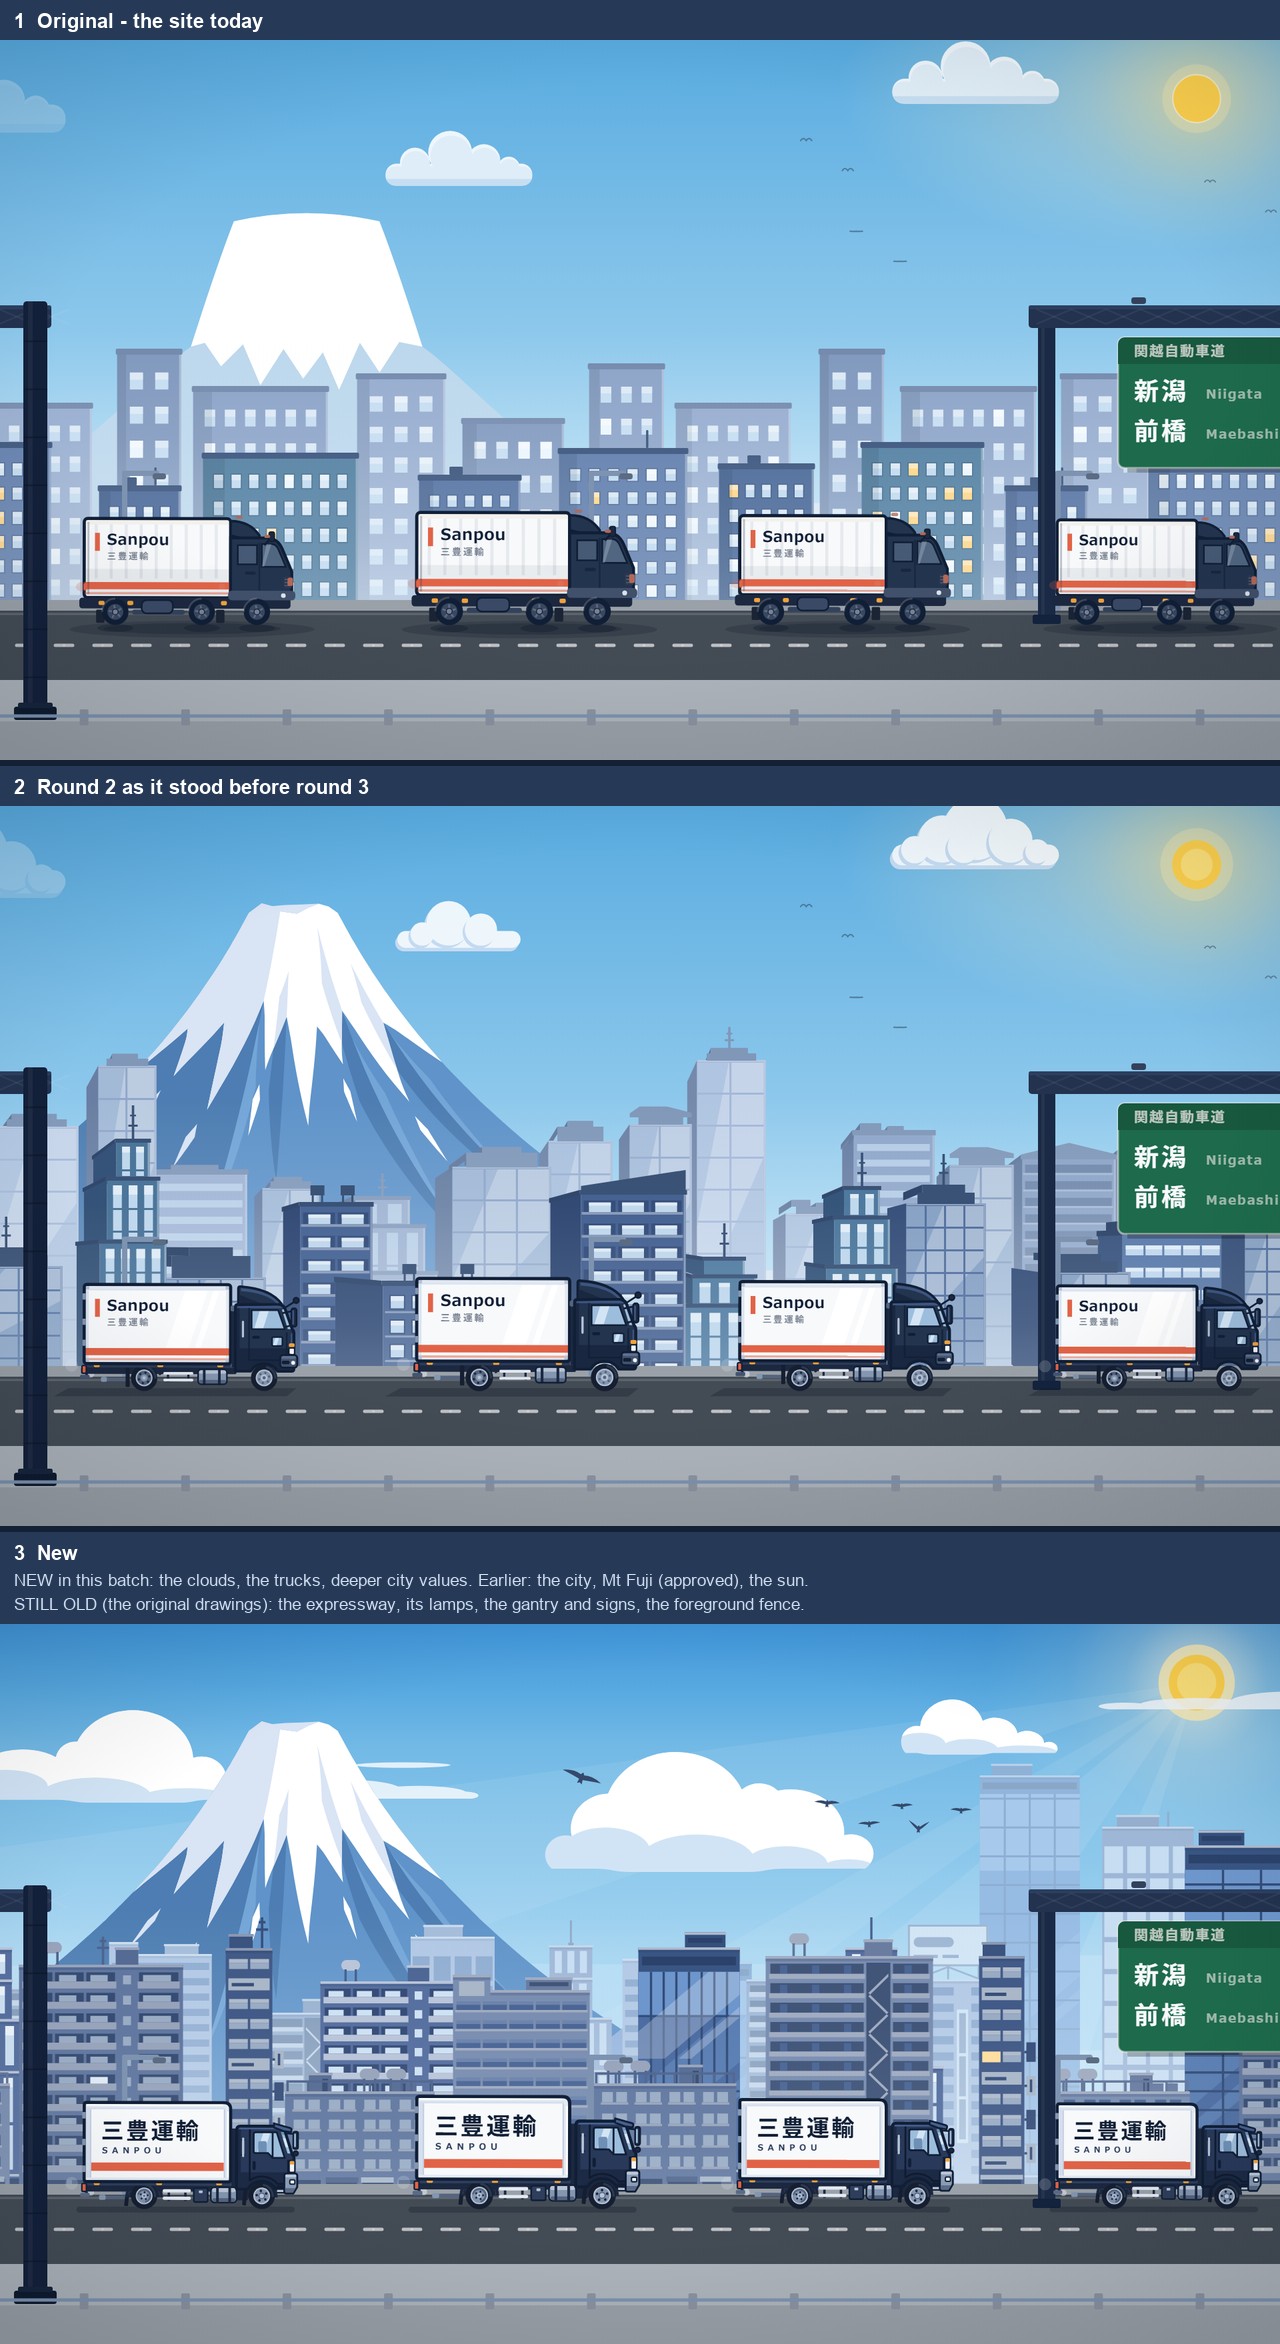 1 Original - the site today
関越自動車道
新潟 Niigata
前橋 Maebashi
Sanpou
三豊運輸
Sanpou
三豊運輸
Sanpou
三豊運輸
Sanpou
三豊運輸
2 Round 2 as it stood before round 3
関越自動車道
新潟 Niigata
前橋 Maebashi
Sanpou
三豊運輸
Sanpou
三豊運輸
Sanpou
三豊運輸
Sanpou
三豊運輸
3 New
NEW in this batch: the clouds, the trucks, deeper city values. Earlier: the city, Mt Fuji (approved), the sun.
STILL OLD (the original drawings): the expressway, its lamps, the gantry and signs, the foreground fence.
関越自動車道
新潟 Niigata
前橋 Maebashi
三豊運輸
SANPOU
三豊運輸
SANPOU
三豊運輸
SANPOU
三豊運輸
SANPOU